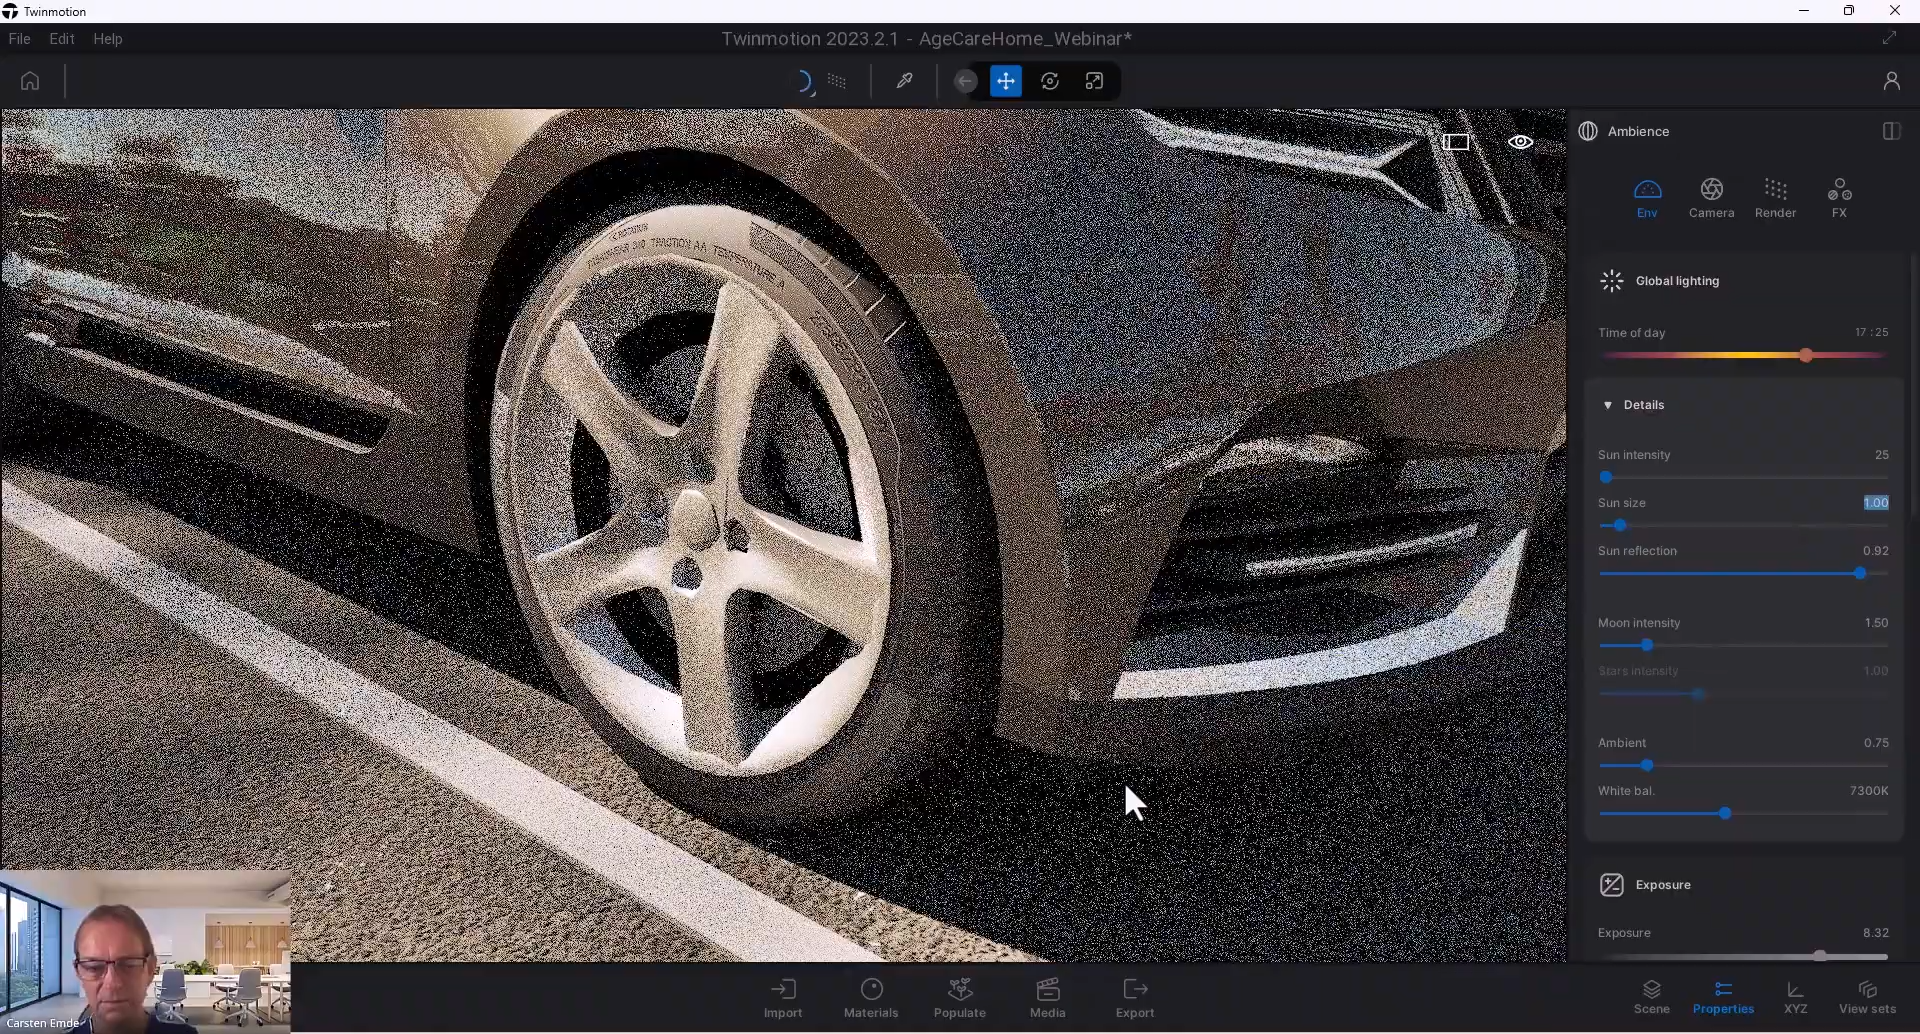 Twinmotion
File Edit Help
Twinmotion 2023.2.1 - AgeCareHome_Webinar*
Ambience
Env Camera Render FX
Global lighting
Time of day 17:25
Details
Sun intensity 25
Sun size 1.00
Sun reflection 0.92
Moon intensity 1.50
Stars intensity 1.00
Ambient 0.75
White bal. 7300K
Exposure
Exposure 8.32
TRACTION AA TEMPERATURE A
Carsten Emde
Import Materials Populate Media Export
Scene Properties XYZ View sets